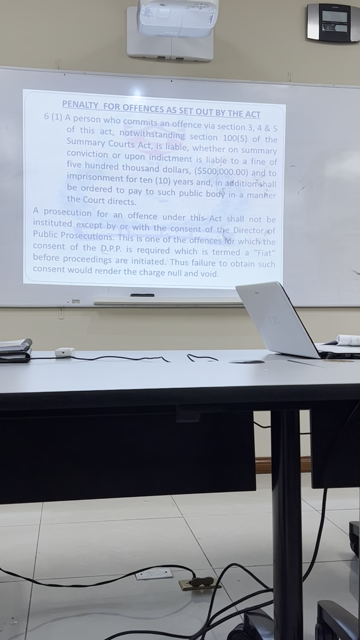 PENALTY FOR OFFENCES AS SET OUT BY THE ACT
6 (1) A person who commits an offence via section 3, 4 & 5
of this act, notwithstanding section 100(5) of the
Summary Courts Act, is liable, whether on summary
conviction or upon indictment is liable to a fine of
five hundred thousand dollars, ($500,000.00) and to
imprisonment for ten (10) years and, in addition shall
be ordered to pay to such public body in a manner
the Court directs.
A prosecution for an offence under this Act shall not be
instituted except by or with the consent of the Director of
Public Prosecutions. This is one of the offences for which the
consent of the D.P.P. is required which is termed a "Fiat"
before proceedings are initiated. Thus failure to obtain such
consent would render the charge null and void.